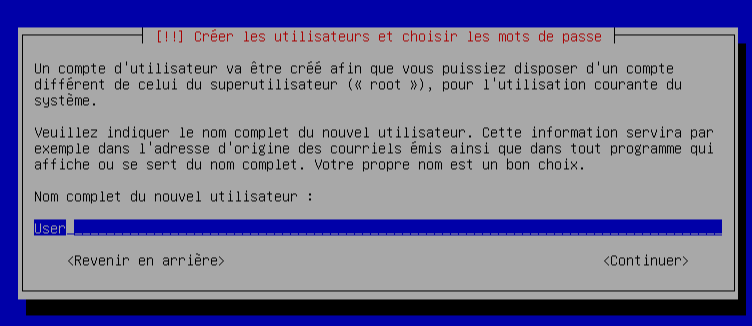 [!!] Créer les utilisateurs et choisir les mots de passe
Un compte d'utilisateur va être créé afin que vous puissiez disposer d'un compte
différent de celui du superutilisateur (« root »), pour l'utilisation courante du
système.
Veuillez indiquer le nom complet du nouvel utilisateur. Cette information servira par
exemple dans l'adresse d'origine des courriels émis ainsi que dans tout programme qui
affiche ou se sert du nom complet. Votre propre nom est un bon choix.
Nom complet du nouvel utilisateur :
User
<Revenir en arrière> <Continuer>